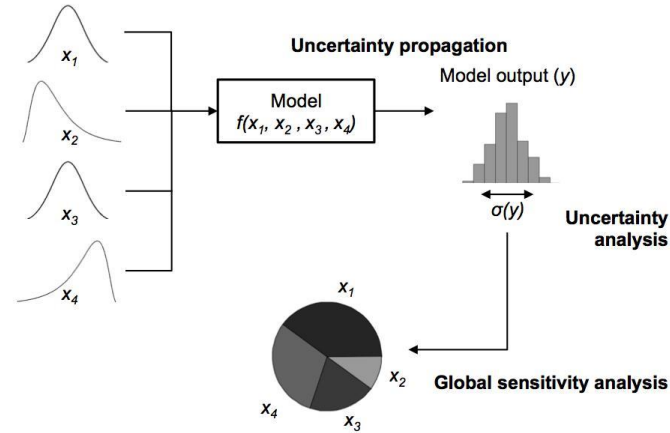 x1
x2
x3
x4
Uncertainty propagation
Model
f(x1, x2 , x3, x4)
Model output (y)
σ(y)
Uncertainty
analysis
x1
x2
x3
x4
Global sensitivity analysis